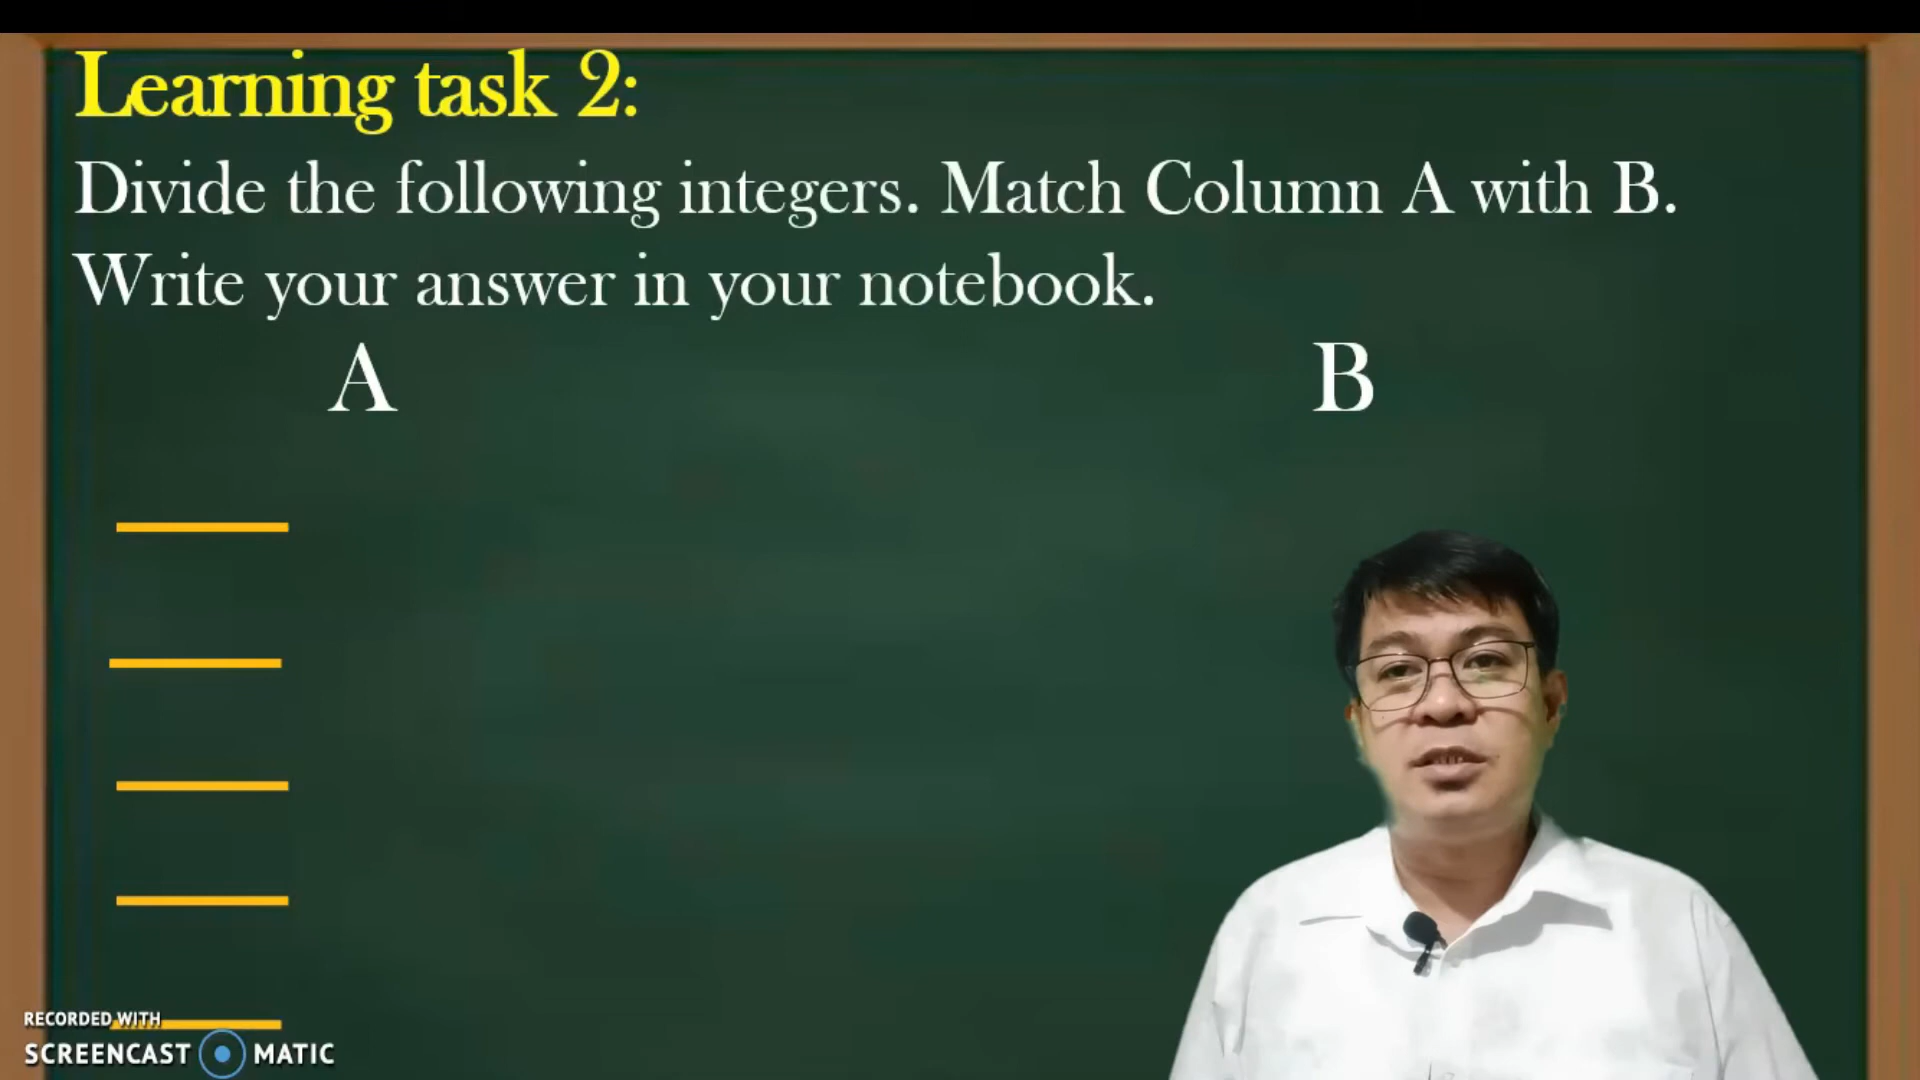 Learning task 2:
Divide the following integers. Match Column A with B.
Write your answer in your notebook.
A
B
RECORDED WITH
SCREENCAST MATIC